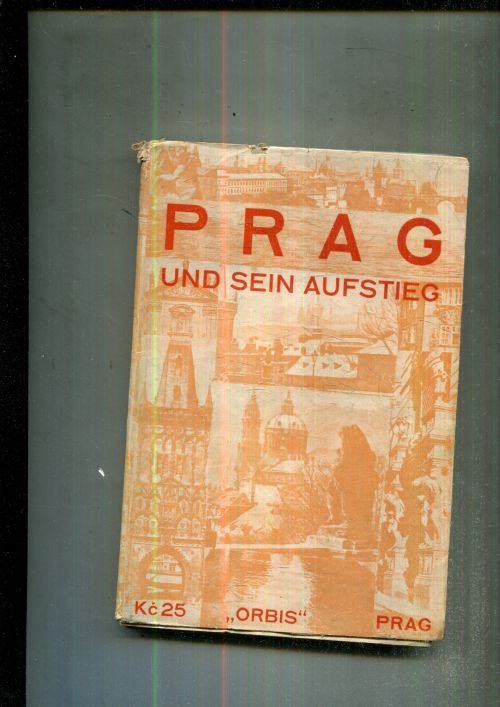 PRAG
UND SEIN AUFSTIEG
Kč 25 „ORBIS“ PRAG